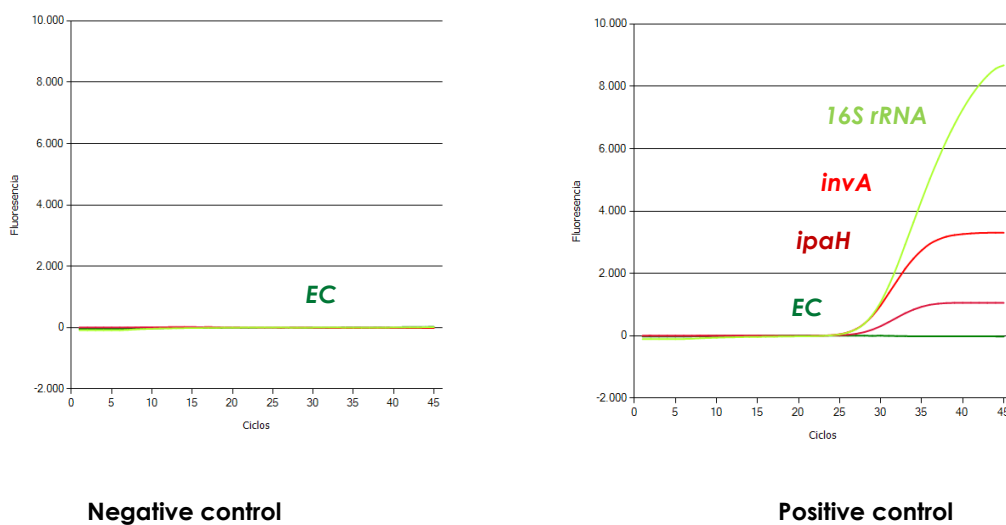 10.000
8.000
6.000
4.000
2.000
0
-2.000
Fluoresencia
EC
0 5 10 15 20 25 30 35 40 45
Ciclos
Negative control
10.000
8.000
6.000
4.000
2.000
0
-2.000
Fluoresencia
16S rRNA
invA
ipaH
EC
0 5 10 15 20 25 30 35 40 45
Ciclos
Positive control